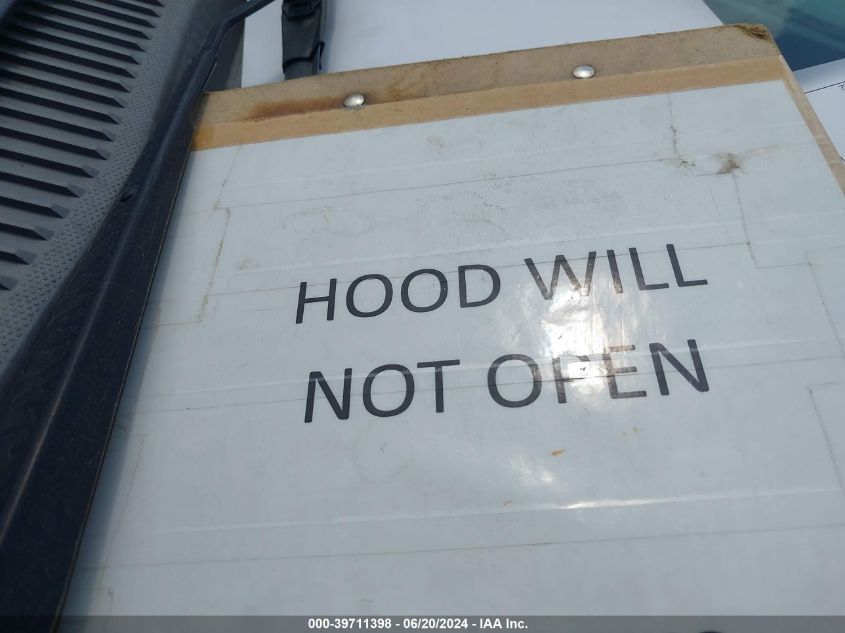 HOOD WILL
NOT OPEN
000-39711398 - 06/20/2024 - IAA Inc.